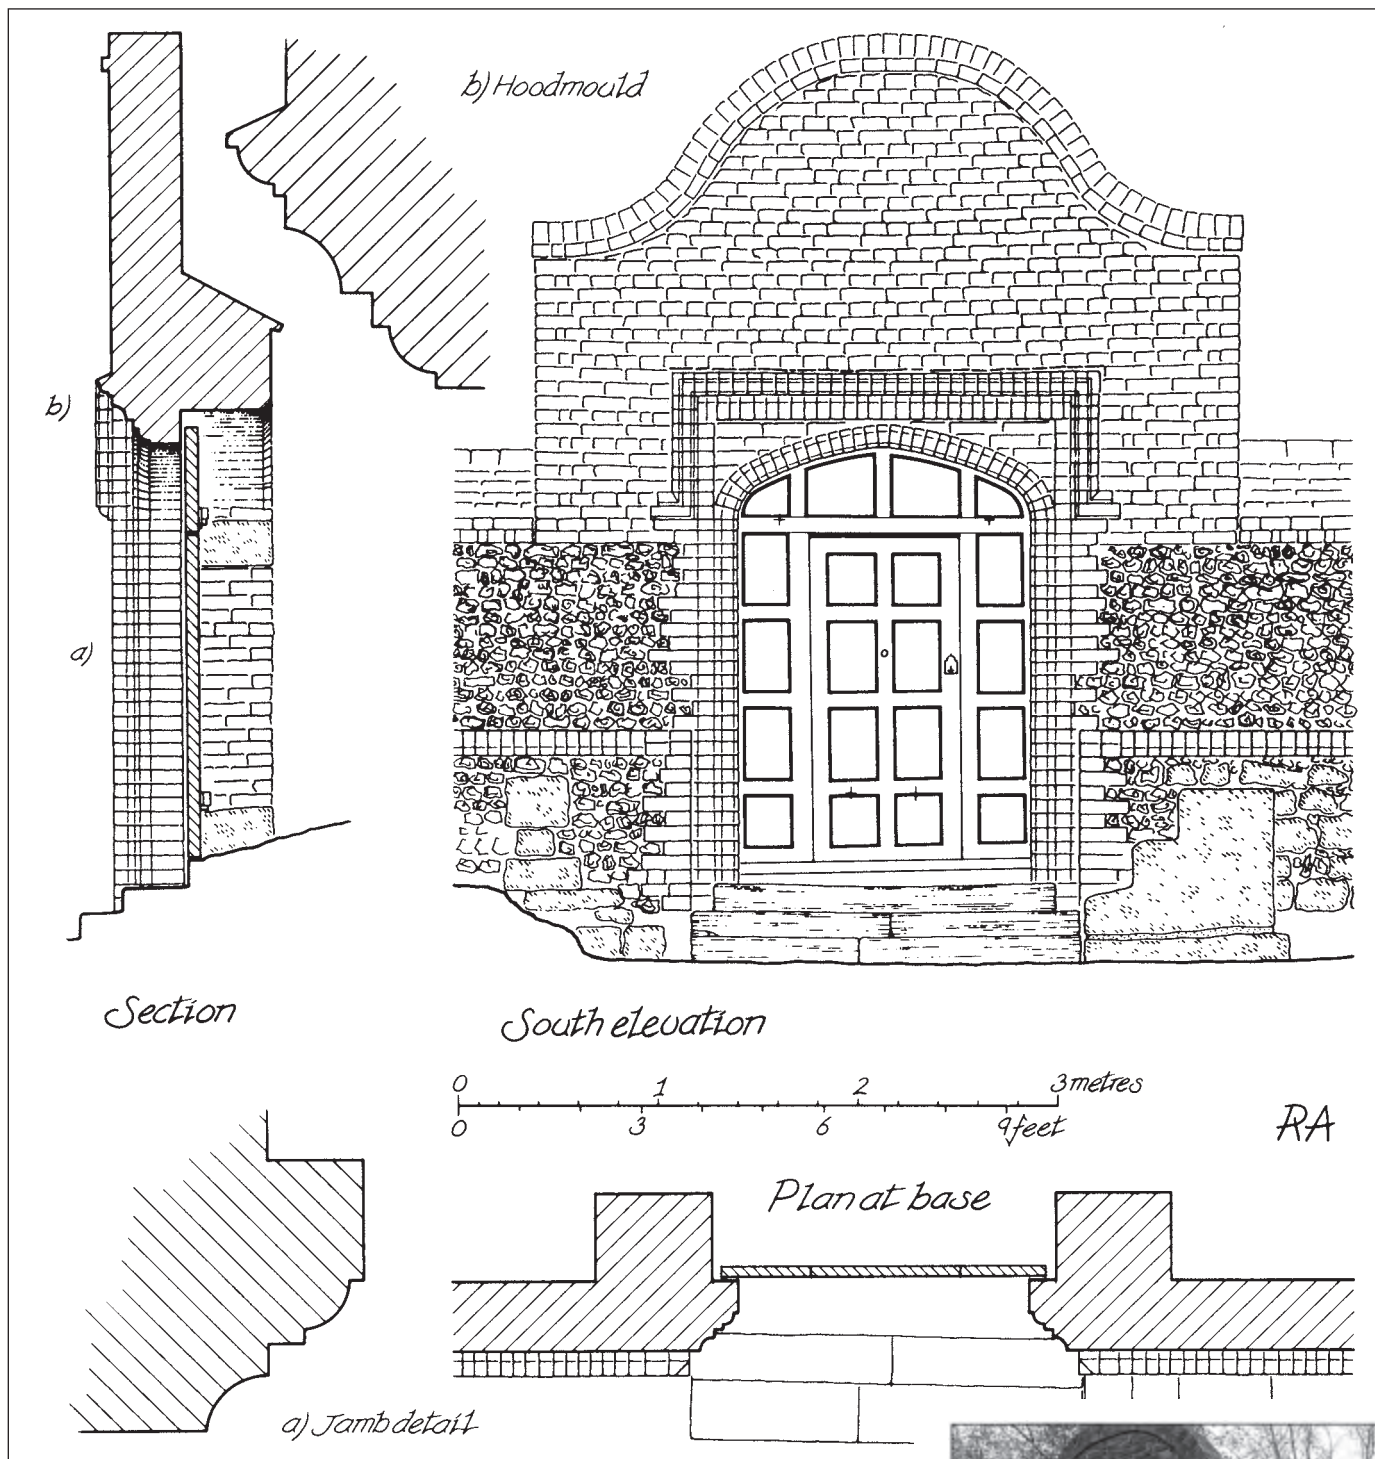 b) Hoodmould
b)
a)
Section
South elevation
0 1 2 3 metres
0 3 6 9 feet
RA
Plan at base
a) Jamb detail